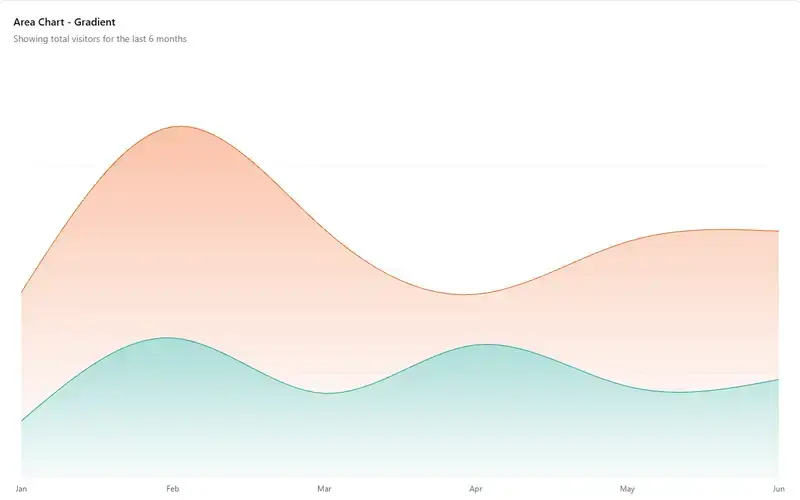 Area Chart - Gradient
Showing total visitors for the last 6 months
Jan Feb Mar Apr May Jun